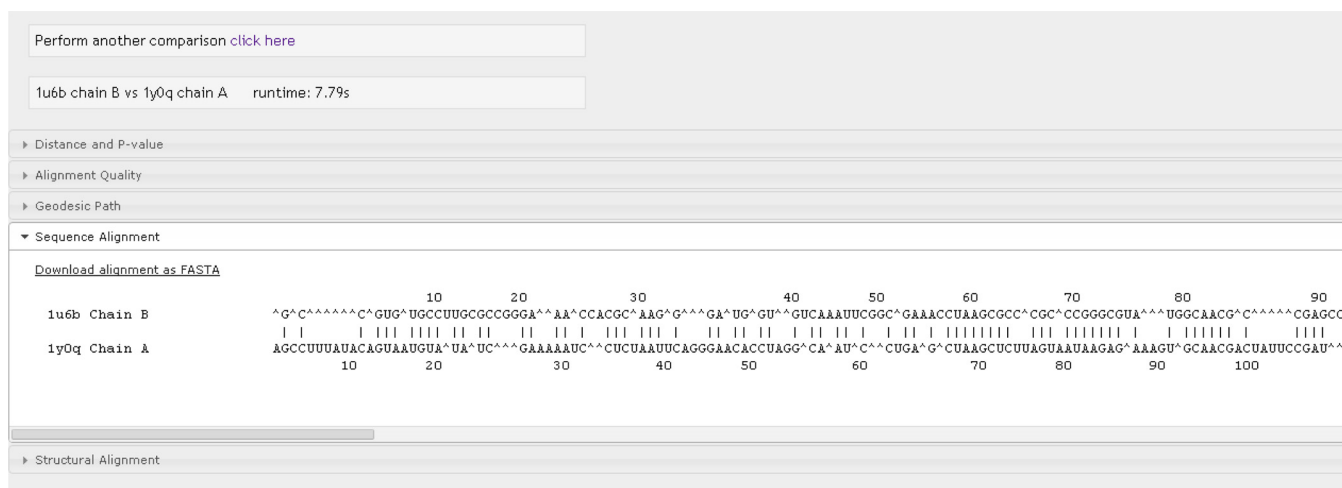 Perform another comparison click here
1u6b chain B vs 1y0q chain A runtime: 7.79s
Distance and P-value
Alignment Quality
Geodesic Path
Sequence Alignment
Download alignment as FASTA
10 20 30 40 50 60 70 80 90
1u6b Chain B ^G^C^^^^^^C^GUG^UGCCUUGCGCCGGGA^^AA^CCACGC^AAG^G^^^GA^UG^GU^^GUCAAAUUCGGC^GAAACCUAAGCGCC^CGC^CCGGGCGUA^^^UGGCAACG^C^^^^^CGAGCC
1y0q Chain A AGCCUUUAUACAGUAAUGUA^UA^UC^^^GAAAAAUC^^CUCUAAUUCAGGGAACACCUAGG^CA^AU^C^^CUGA^G^CUAAGCUCUUAGUAAUAAGAG^AAAGU^GCAACGACUAUUCCGAU^^
10 20 30 40 50 60 70 80 90 100
Structural Alignment